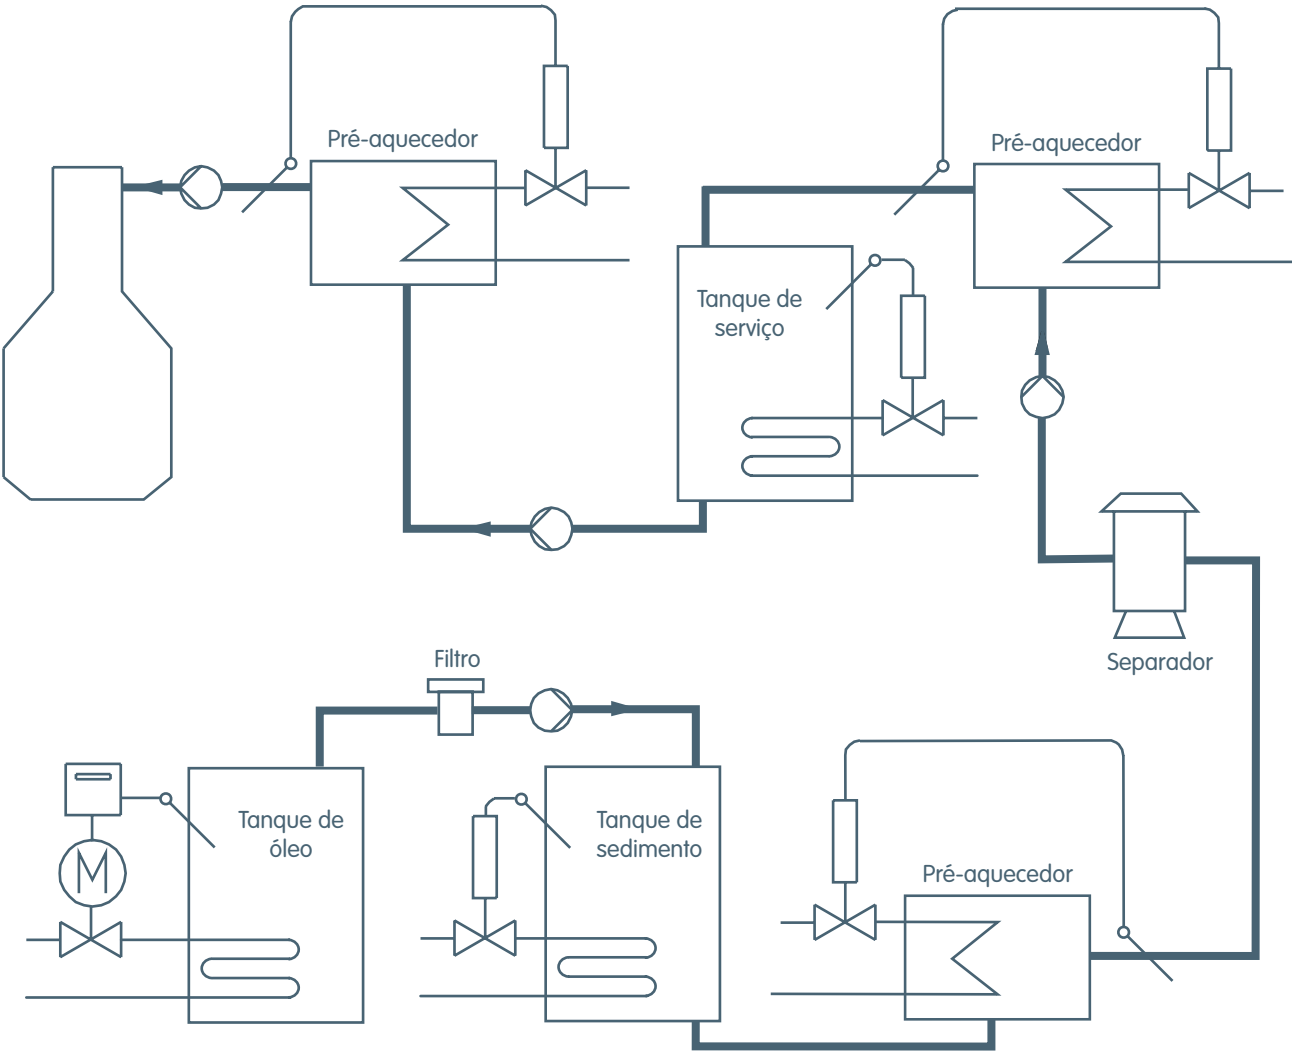 Pré-aquecedor
Pré-aquecedor
Tanque de
serviço
Separador
Filtro
Tanque de
óleo
M
Tanque de
sedimento
Pré-aquecedor